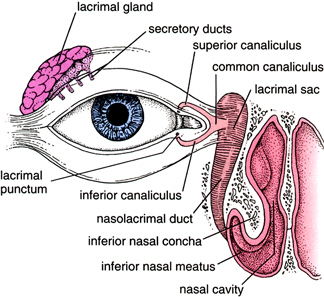 lacrimal gland
secretory ducts
superior canaliculus
common canaliculus
lacrimal sac
lacrimal
punctum
inferior canaliculus
nasolacrimal duct
inferior nasal concha
inferior nasal meatus
nasal cavity